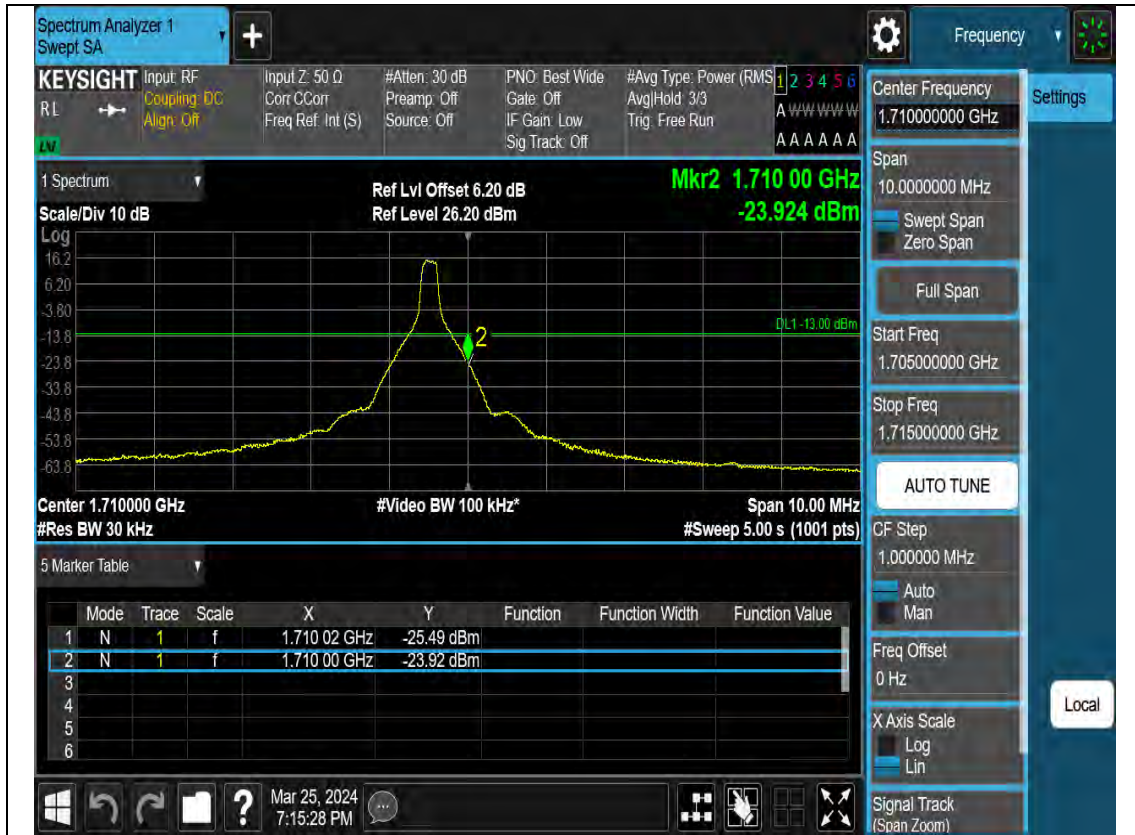 Spectrum Analyzer 1
Swept SA
Frequency
KEYSIGHT
RL
Input: RF
Coupling: DC
Align: Off
Input Z: 50 Ω
Corr CCorr
Freq Ref: Int (S)
#Atten: 30 dB
Preamp: Off
Source: Off
PNO: Best Wide
Gate: Off
IF Gain: Low
Sig Track: Off
#Avg Type: Power (RMS
Avg|Hold: 3/3
Trig: Free Run
1 2 3 4 5 6
A W W W W W
A A A A A A
1 Spectrum
Scale/Div 10 dB
Ref Lvl Offset 6.20 dB
Ref Level 26.20 dBm
Mkr2 1.710 00 GHz
-23.924 dBm
Log
16.2
6.20
-3.80
-13.8
-23.8
-33.8
-43.8
-53.8
-63.8
DL1 -13.00 dBm
2
Center 1.710000 GHz
#Video BW 100 kHz*
Span 10.00 MHz
#Res BW 30 kHz
#Sweep 5.00 s (1001 pts)
5 Marker Table
Mode Trace Scale X Y Function Function Width Function Value
1 N 1 f 1.710 02 GHz -25.49 dBm
2 N 1 f 1.710 00 GHz -23.92 dBm
3
4
5
6
?
Mar 25, 2024
7:15:28 PM
Center Frequency
1.710000000 GHz
Settings
Span
10.0000000 MHz
Swept Span
Zero Span
Full Span
Start Freq
1.705000000 GHz
Stop Freq
1.715000000 GHz
AUTO TUNE
CF Step
1.000000 MHz
Auto
Man
Freq Offset
0 Hz
X Axis Scale
Log
Lin
Signal Track
(Span Zoom)
Local